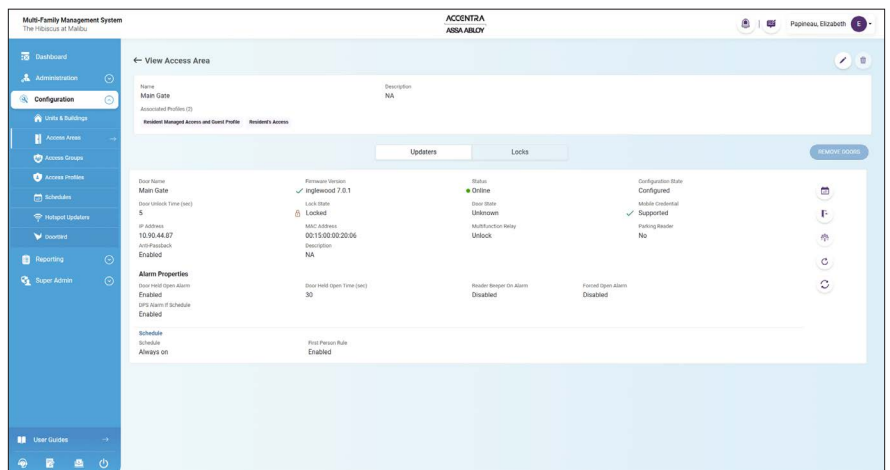 Multi-Family Management System
The Hibiscus at Malibu
ACCENTRA
ASSA ABLOY
Papineau, Elizabeth E
Dashboard
Administration
Configuration
Units & Buildings
Access Areas
Access Groups
Access Profiles
Schedules
Hotspot Updaters
DoorBird
Reporting
Super Admin
User Guides
← View Access Area
Name Description
Main Gate NA
Associated Profiles (2)
Resident Managed Access and Guest Profile Resident's Access
Updaters Locks REMOVE DOORS
Door Name Firmware Version Status Configuration State
Main Gate inglewood 7.0.1 Online Configured
Door Unlock Time (sec) Lock State Door State Mobile Credential
5 Locked Unknown Supported
IP Address MAC Address Multifunction Relay Parking Reader
10.90.44.87 00:15:00:00:20:06 Unlock No
Anti-Passback Description
Enabled NA
Alarm Properties
Door Held Open Alarm Door Held Open Time (sec) Reader Beeper On Alarm Forced Open Alarm
Enabled 30 Disabled Disabled
DPS Alarm If Schedule
Enabled
Schedule
Schedule First Person Rule
Always on Enabled